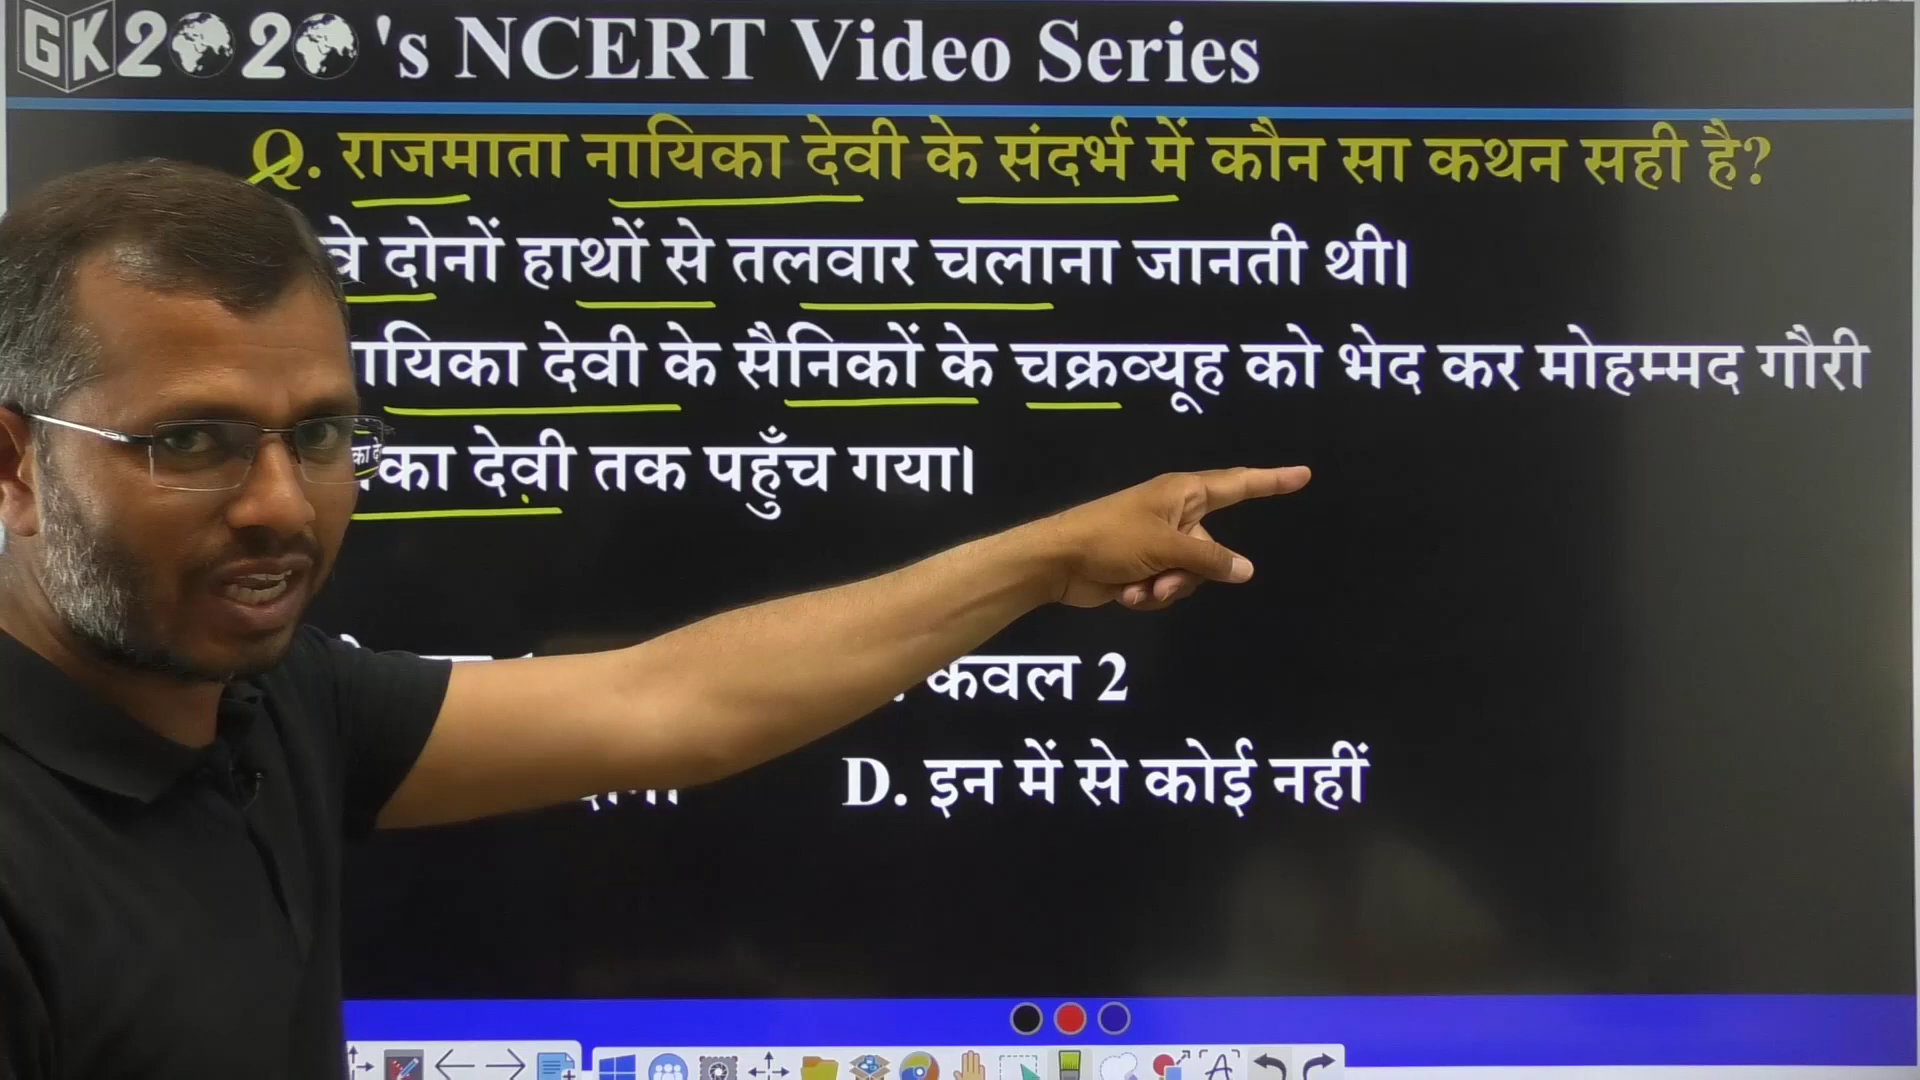 GK2020's NCERT Video Series
Q. राजमाता नायिका देवी के संदर्भ में कौन सा कथन सही है?
वे दोनों हाथों से तलवार चलाना जानती थी।
देवी के सैनिकों के चक्रव्यूह को भेद कर मोहम्मद गौरी
देवी तक पहुँच गया।
2
D. इन में से कोई नहीं